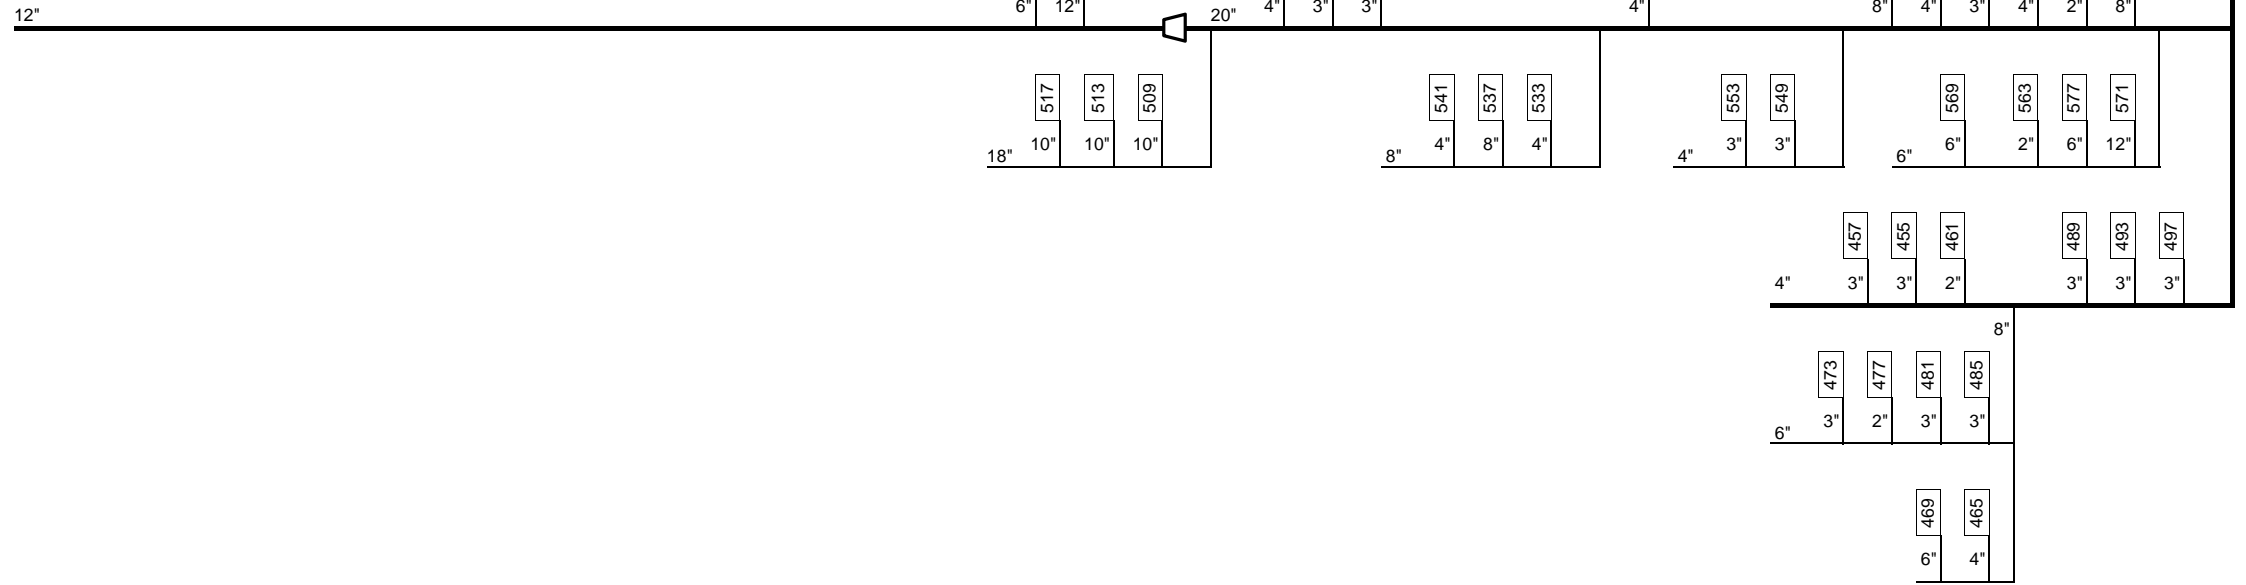 12" 6" 12" 20" 4" 3" 3" 4" 8" 4" 3" 4" 2" 8"
517 513 509 541 537 533 553 549 569 563 577 571
18" 10" 10" 10" 8" 4" 8" 4" 4" 3" 3" 6" 6" 2" 6" 12"
457 455 461 489 493 497
4" 3" 3" 2" 3" 3" 3"
8"
473 477 481 485
6" 3" 2" 3" 3"
469 465
6" 4"